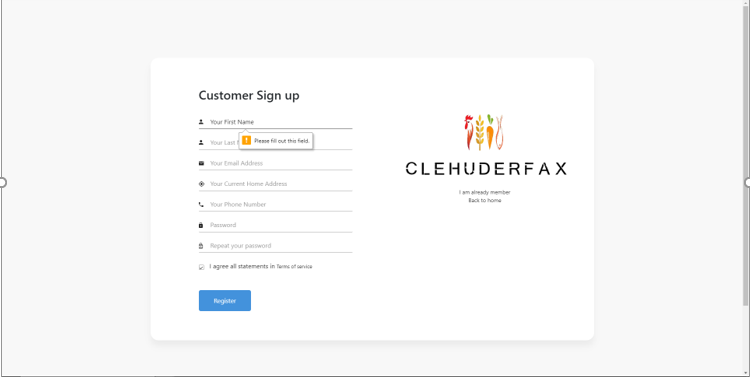 Customer Sign up
Your First Name
Please fill out this field.
Your Last
Your Email Address
Your Current Home Address
Your Phone Number
Password
Repeat your password
I agree all statements in Terms of service
Register
CLEHUDERFAX
I am already member
Back to home